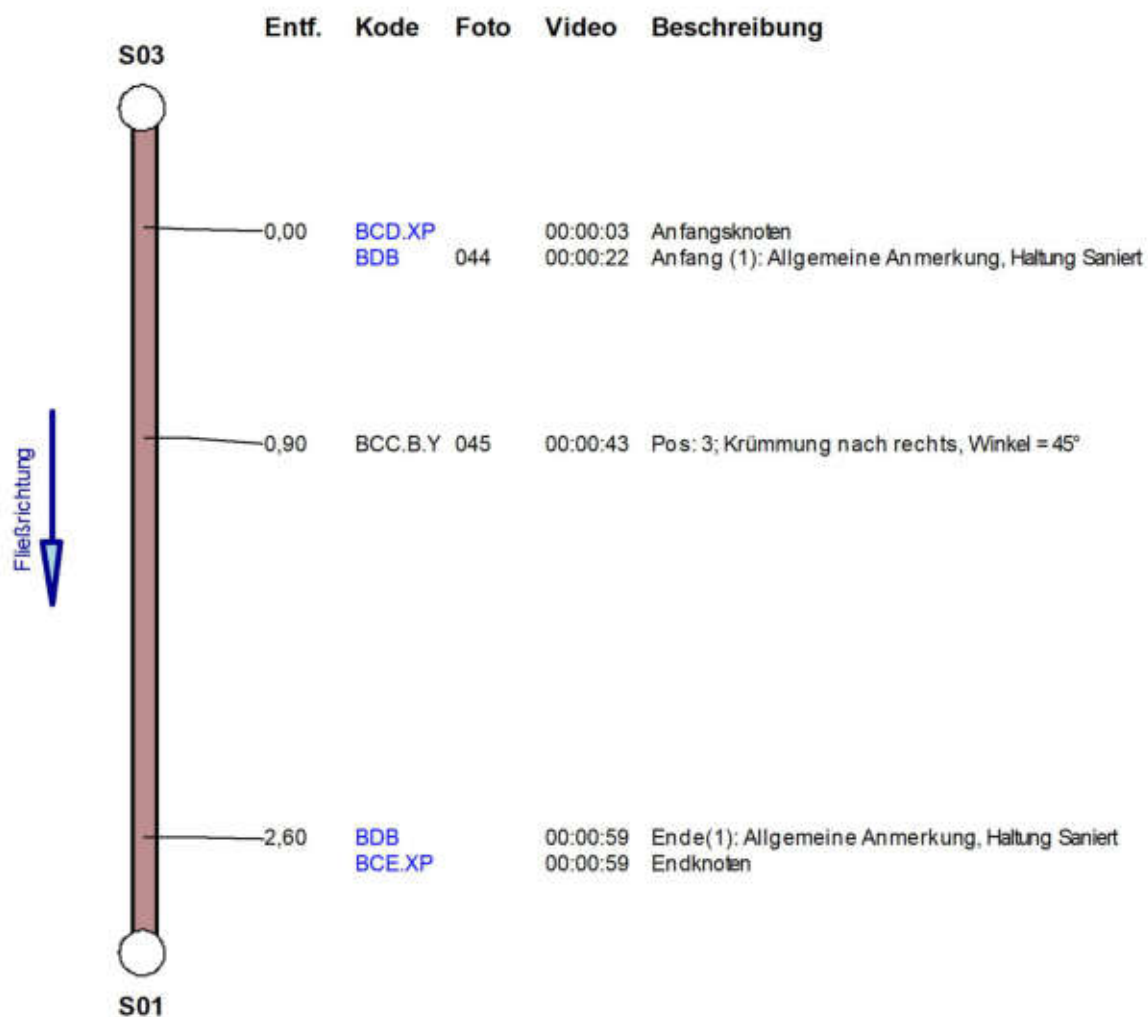 Entf. Kode Foto Video Beschreibung
S03
0,00 BCD.XP 00:00:03 Anfangsknoten
BDB 044 00:00:22 Anfang (1): Allgemeine Anmerkung, Haltung Saniert
0,90 BCC.B.Y 045 00:00:43 Pos: 3; Krümmung nach rechts, Winkel = 45°
Fließrichtung
2,60 BDB 00:00:59 Ende(1): Allgemeine Anmerkung, Haltung Saniert
BCE.XP 00:00:59 Endknoten
S01